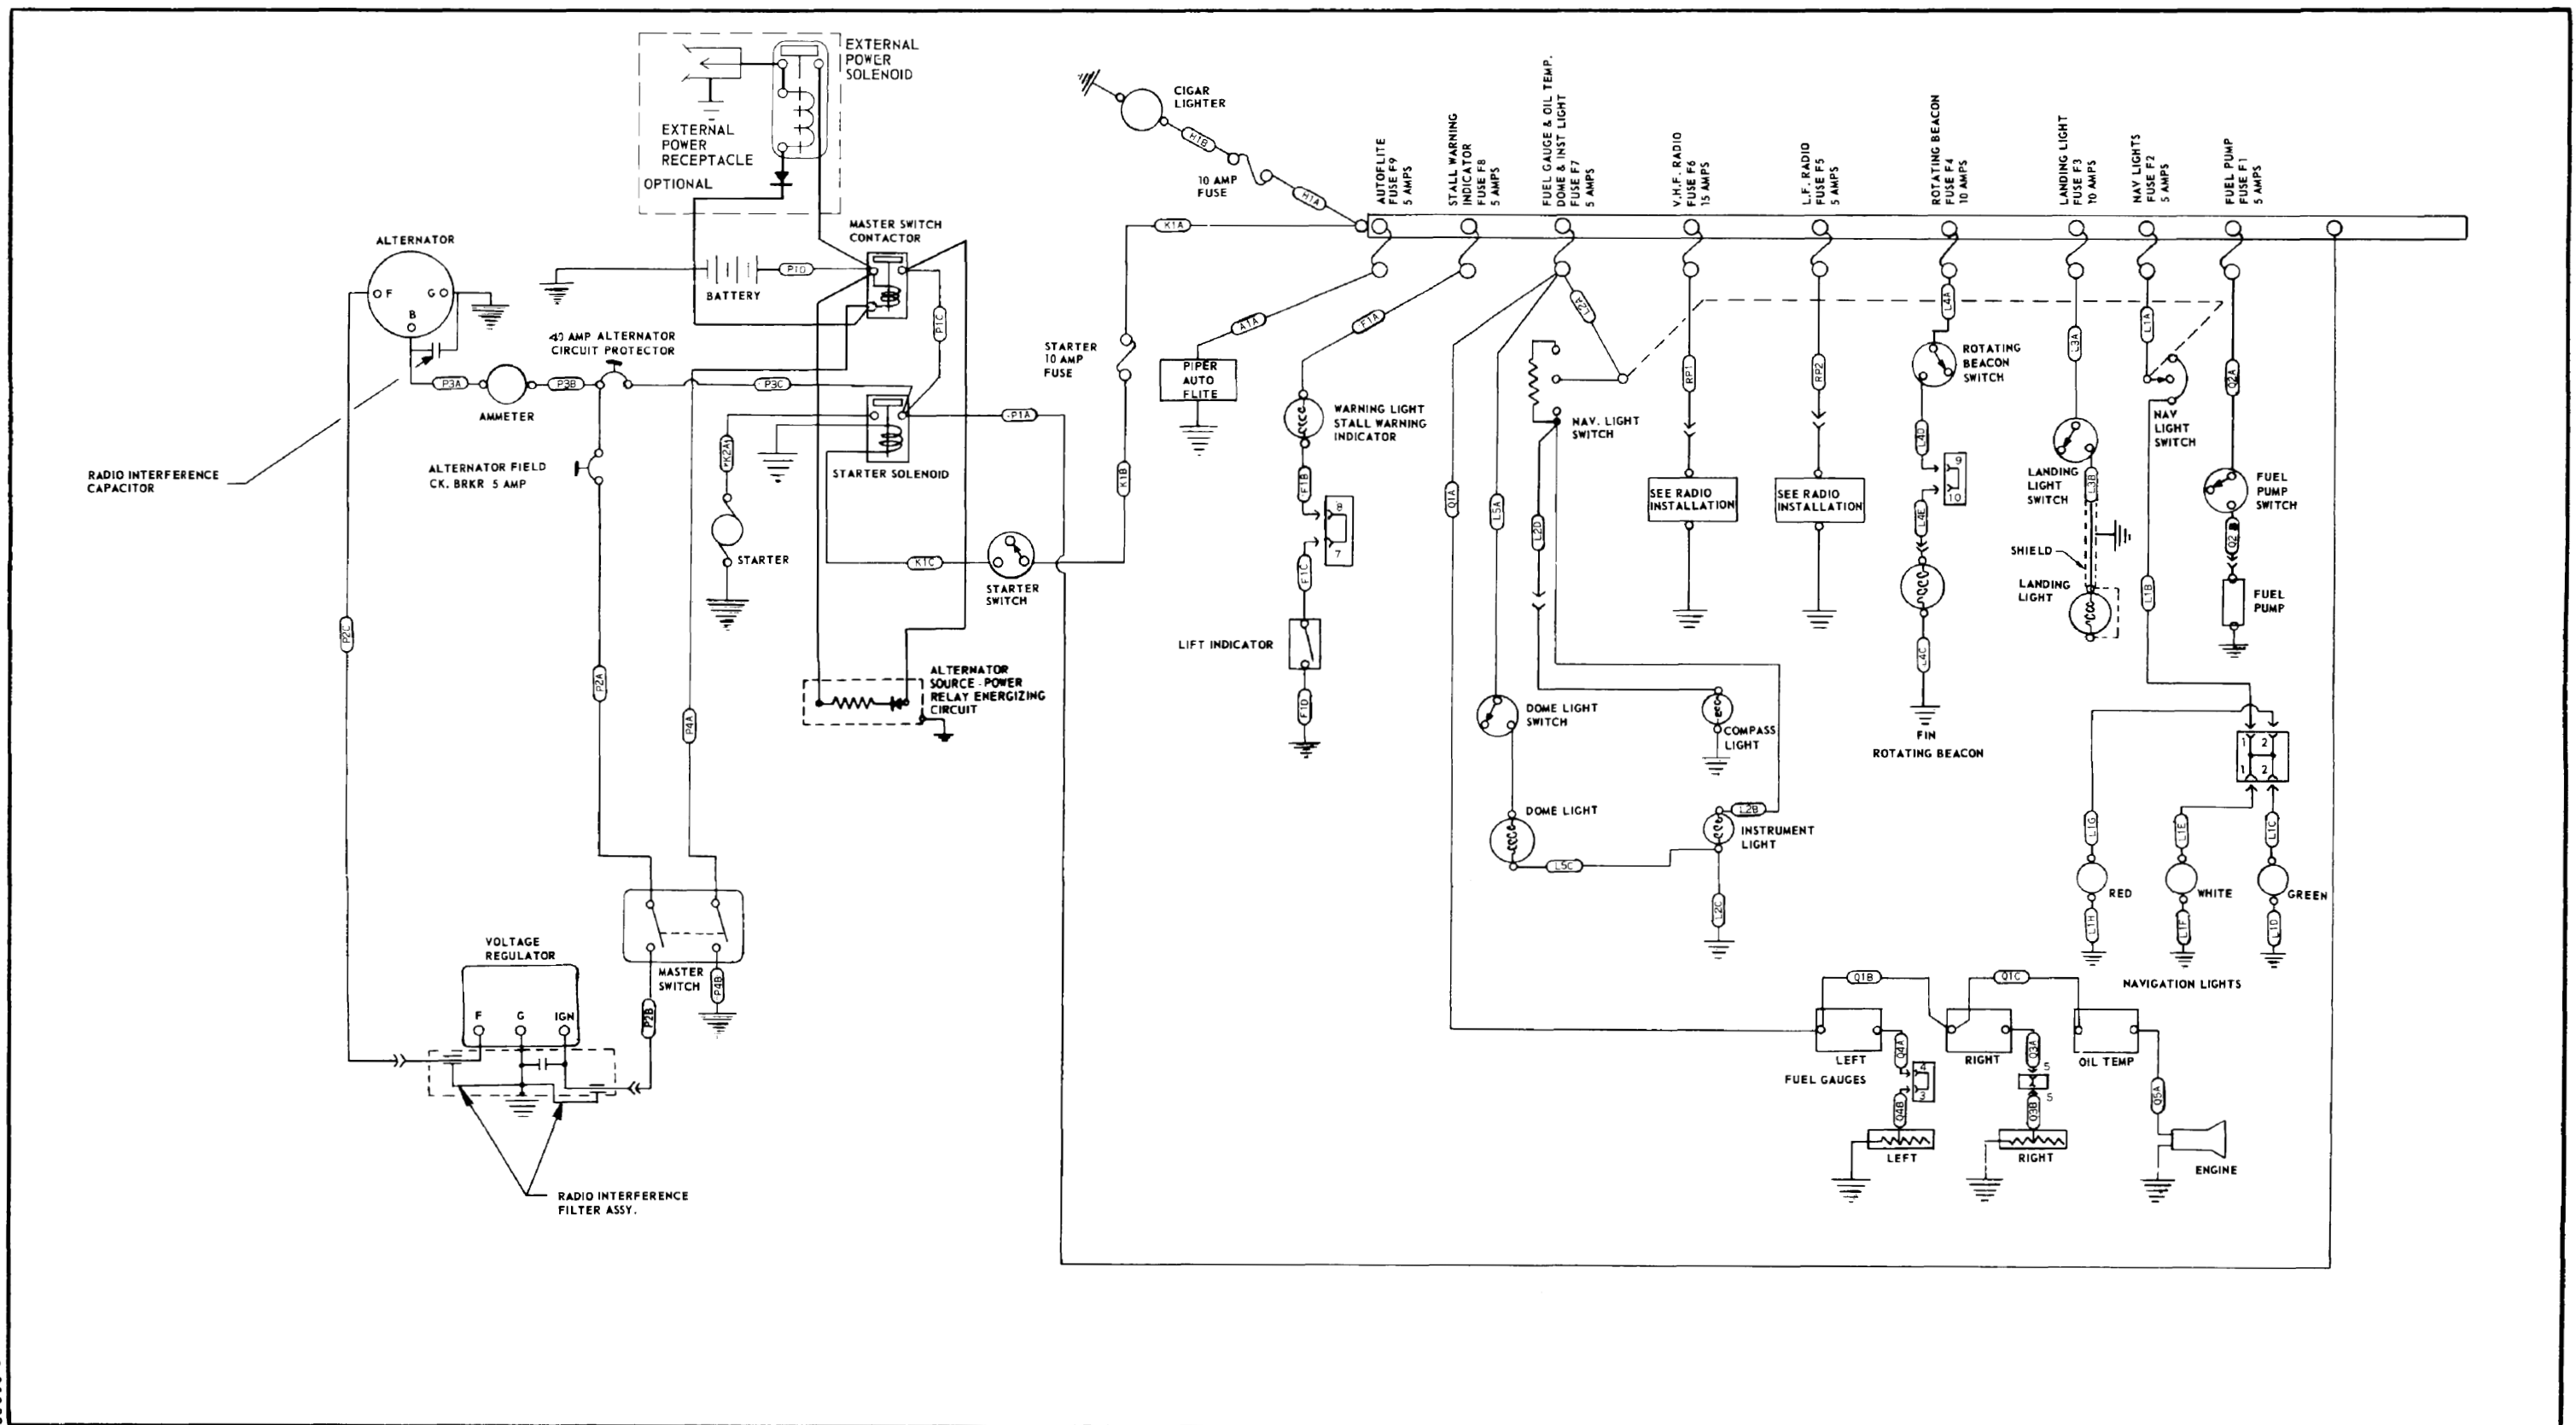 EXTERNAL
POWER
SOLENOID
EXTERNAL
POWER
RECEPTACLE
OPTIONAL
MASTER SWITCH
CONTACTOR
ALTERNATOR
F
G
B
P1D
BATTERY
P1C
40 AMP ALTERNATOR
CIRCUIT PROTECTOR
P3A
P3B
P3C
AMMETER
P1A
RADIO INTERFERENCE
CAPACITOR
ALTERNATOR FIELD
CK. BRKR 5 AMP
K2A
STARTER SOLENOID
STARTER
K1C
STARTER
SWITCH
K1A
STARTER
10 AMP
FUSE
K1B
P2C
P2A
P4A
ALTERNATOR
SOURCE - POWER
RELAY ENERGIZING
CIRCUIT
MASTER
SWITCH
P4B
P2B
VOLTAGE
REGULATOR
F
G
IGN
RADIO INTERFERENCE
FILTER ASSY.
CIGAR
LIGHTER
H1B
10 AMP
FUSE
H1A
AUTOFLITE
FUSE F9
5 AMPS
STALL WARNING
INDICATOR
FUSE F8
5 AMPS
FUEL GAUGE & OIL TEMP.
DOME & INST LIGHT
FUSE F7
5 AMPS
V.H.F. RADIO
FUSE F6
15 AMPS
L.F. RADIO
FUSE F5
5 AMPS
ROTATING BEACON
FUSE F4
10 AMPS
LANDING LIGHT
FUSE F3
10 AMPS
NAV LIGHTS
FUSE F2
5 AMPS
FUEL PUMP
FUSE F1
5 AMPS
A1A
PIPER
AUTO
FLITE
F1A
WARNING LIGHT
STALL WARNING
INDICATOR
F1B
8
7
F1C
LIFT INDICATOR
F1D
L2A
NAV. LIGHT
SWITCH
Q1A
L5A
L2D
DOME LIGHT
SWITCH
DOME LIGHT
L5C
COMPASS
LIGHT
L2B
INSTRUMENT
LIGHT
L2C
RP1
SEE RADIO
INSTALLATION
RP2
SEE RADIO
INSTALLATION
L4A
ROTATING
BEACON
SWITCH
L4D
9
10
L4E
L4C
FIN
ROTATING BEACON
L3A
LANDING
LIGHT
SWITCH
L3B
SHIELD
LANDING
LIGHT
L1A
NAV
LIGHT
SWITCH
L1B
Q2A
FUEL
PUMP
SWITCH
FUEL
PUMP
1 2
1 2
L1G
L1E
L1C
RED
WHITE
GREEN
L1H
L1F
L1D
NAVIGATION LIGHTS
Q1B
Q1C
LEFT
RIGHT
OIL TEMP
FUEL GAUGES
Q4A
4
3
Q4B
Q3A
5
5
Q3B
Q5A
LEFT
RIGHT
ENGINE